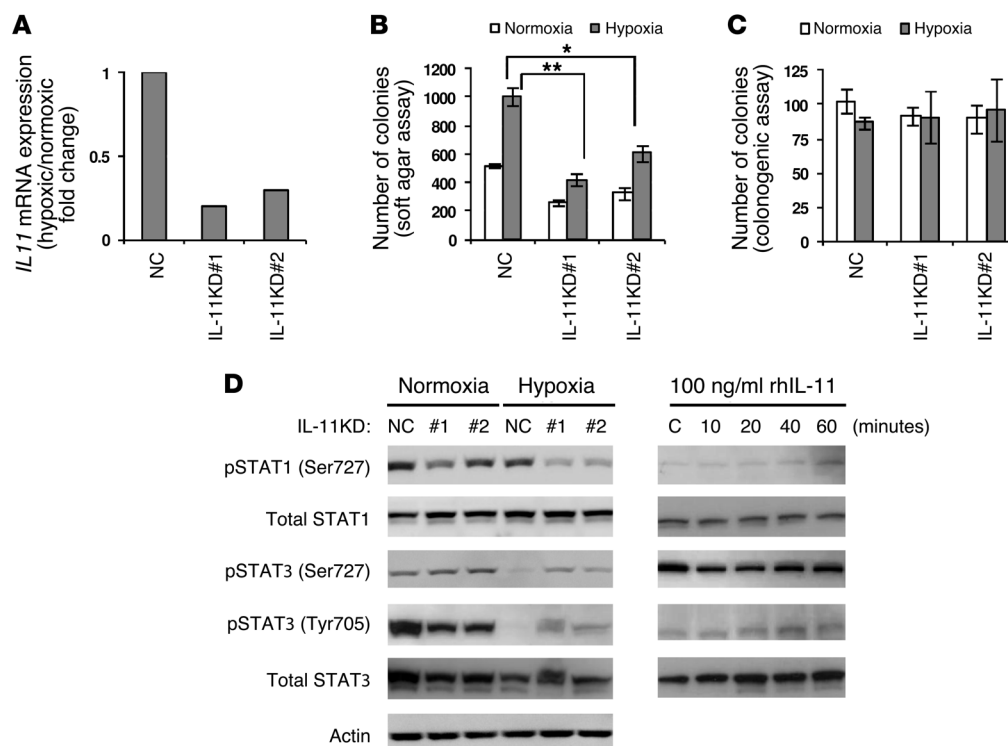 A
IL11 mRNA expression
(hypoxic/normoxic
fold change)
1
0.5
0
NC
IL-11KD#1
IL-11KD#2
B
Normoxia Hypoxia
Number of colonies
(soft agar assay)
*
**
1200
1000
800
600
400
200
0
NC
IL-11KD#1
IL-11KD#2
C
Normoxia Hypoxia
Number of colonies
(colonogenic assay)
125
100
75
50
25
0
NC
IL-11KD#1
IL-11KD#2
D
Normoxia Hypoxia 100 ng/ml rhIL-11
IL-11KD: NC #1 #2 NC #1 #2 C 10 20 40 60 (minutes)
pSTAT1 (Ser727)
Total STAT1
pSTAT3 (Ser727)
pSTAT3 (Tyr705)
Total STAT3
Actin